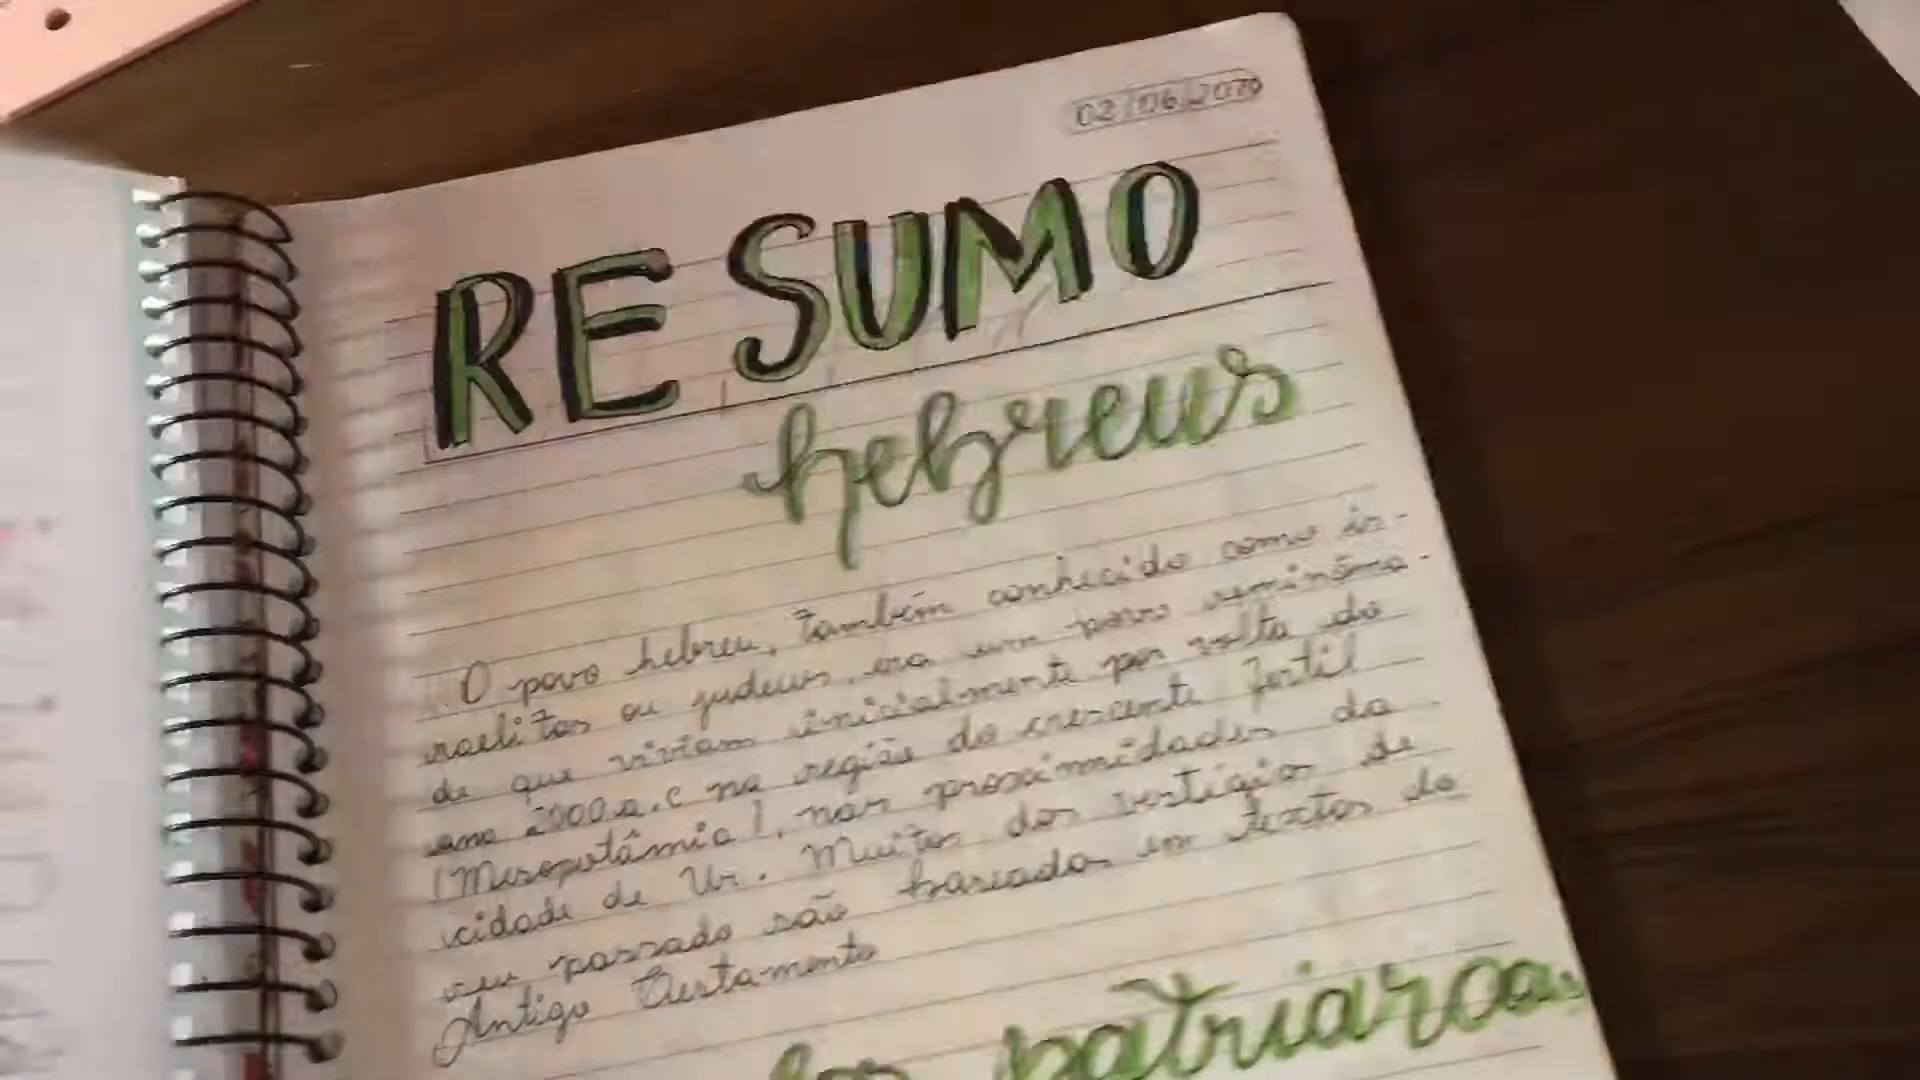 02/06/2019
RESUMO
hebreus
O povo hebreu, também conhecido como is-
raelitas ou judeus, era um povo seminôma-
de que viviam inicialmente por volta do
ano 2000 a.c na região do crescente fértil
(Mesopotâmia), nas proximidades da
cidade de Ur. Muitos dos vestígios de
seu passado são baseados em textos do
Antigo Testamento
patriarcas